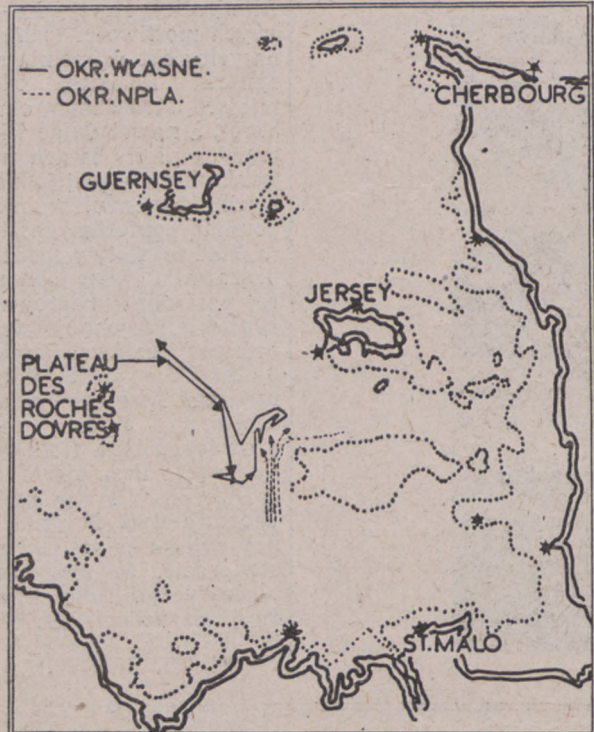 OKR.WŁASNE.
OKR.NPLA.
CHERBOURG
GUERNSEY
JERSEY
PLATEAU
DES
ROCHES
DOVRES
ST.MALO